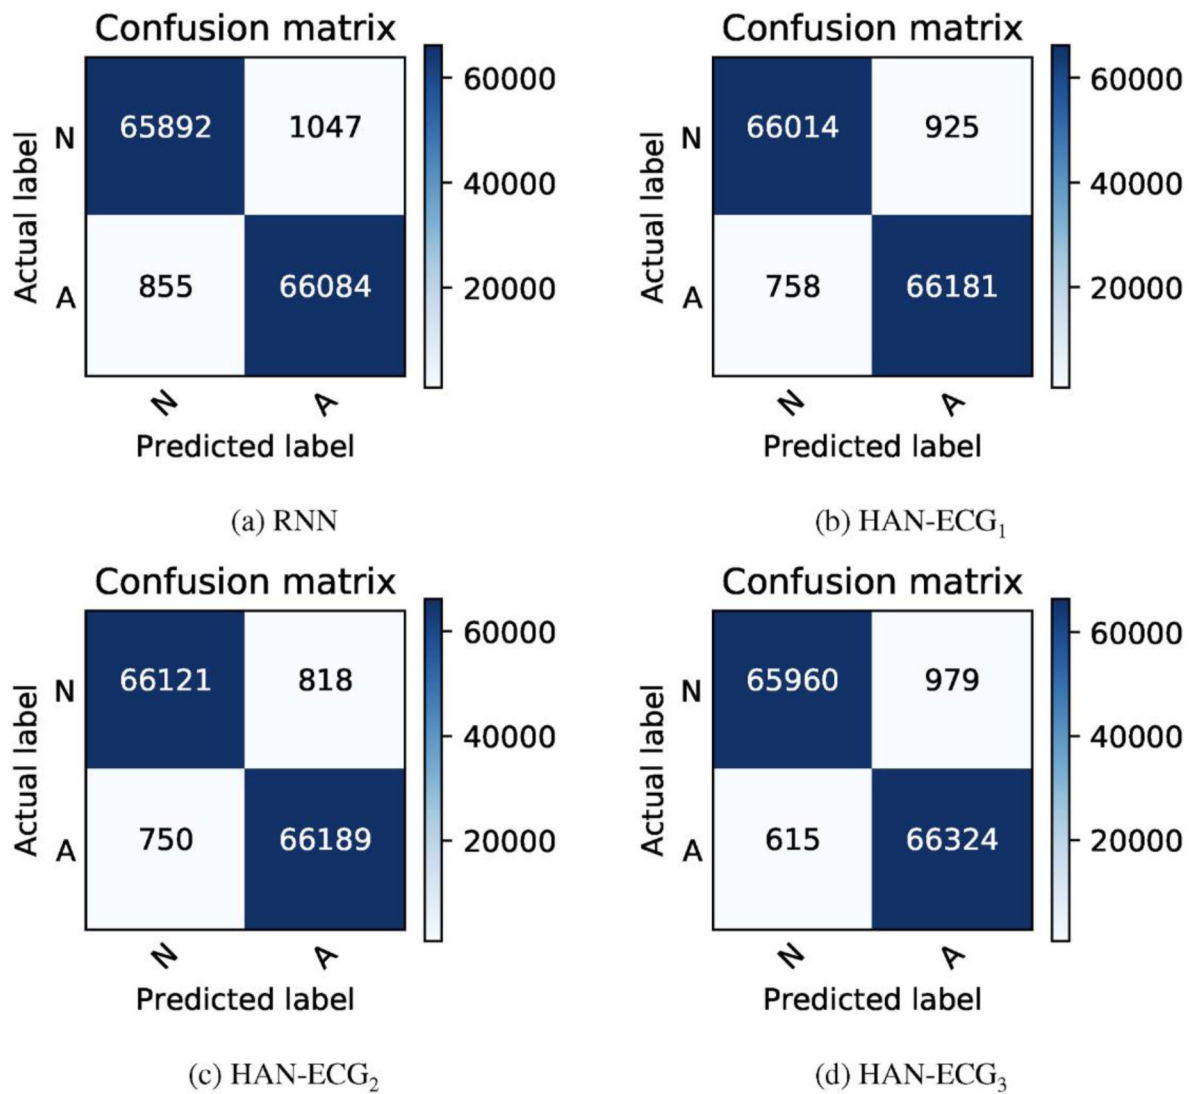 Confusion matrix
Actual label
N
A
65892 1047
855 66084
60000
40000
20000
N A
Predicted label
(a) RNN
Confusion matrix
Actual label
N
A
66014 925
758 66181
60000
40000
20000
N A
Predicted label
(b) HAN-ECG1
Confusion matrix
Actual label
N
A
66121 818
750 66189
60000
40000
20000
N A
Predicted label
(c) HAN-ECG2
Confusion matrix
Actual label
N
A
65960 979
615 66324
60000
40000
20000
N A
Predicted label
(d) HAN-ECG3